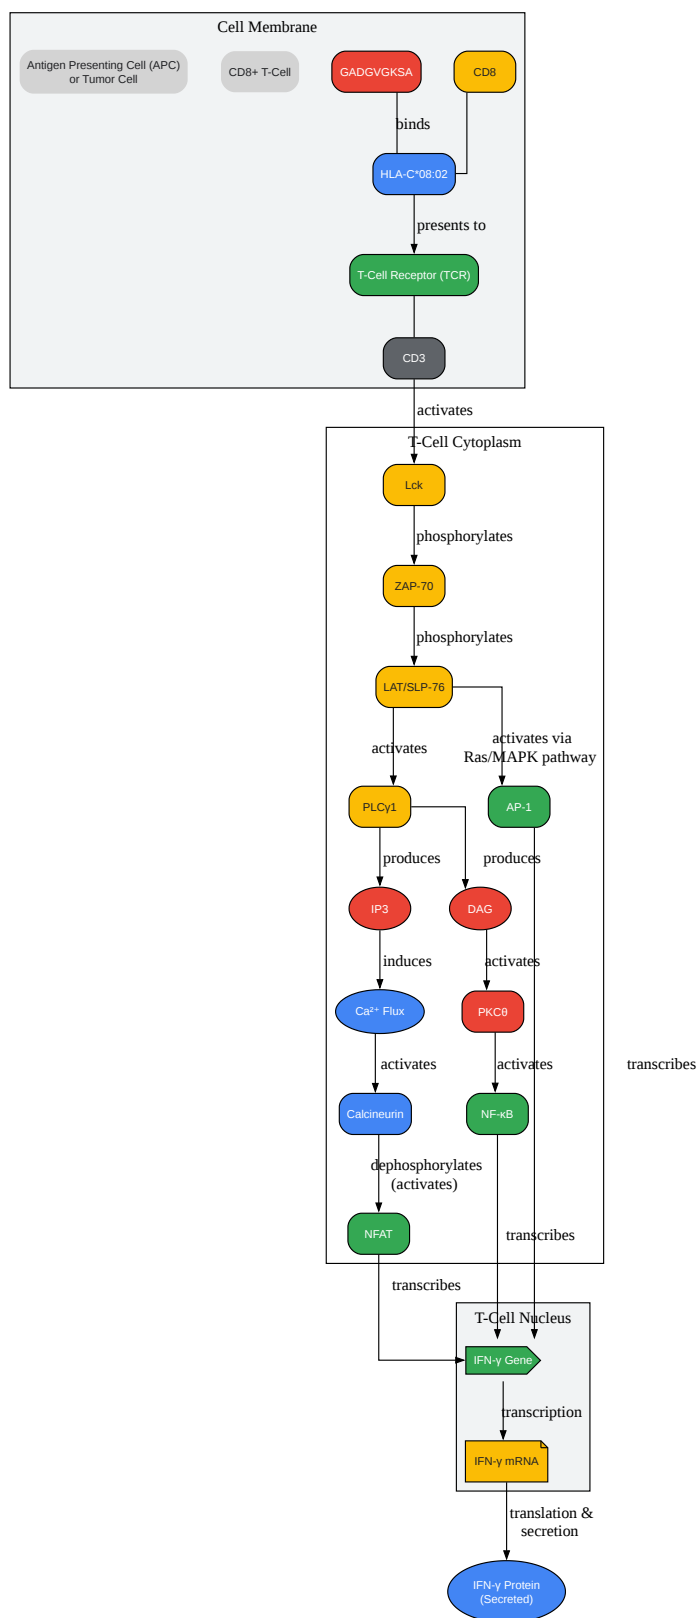 Cell Membrane
Antigen Presenting Cell (APC)
or Tumor Cell
CD8+ T-Cell
GADGVGKSA
CD8
binds
HLA-C*08:02
presents to
T-Cell Receptor (TCR)
CD3
activates
T-Cell Cytoplasm
Lck
phosphorylates
ZAP-70
phosphorylates
LAT/SLP-76
activates
activates via
Ras/MAPK pathway
PLCγ1
AP-1
produces
produces
IP3
DAG
induces
activates
Ca²⁺ Flux
PKCθ
activates
activates
transcribes
Calcineurin
NF-κB
dephosphorylates
(activates)
NFAT
transcribes
transcribes
T-Cell Nucleus
IFN-γ Gene
transcription
IFN-γ mRNA
translation &
secretion
IFN-γ Protein
(Secreted)